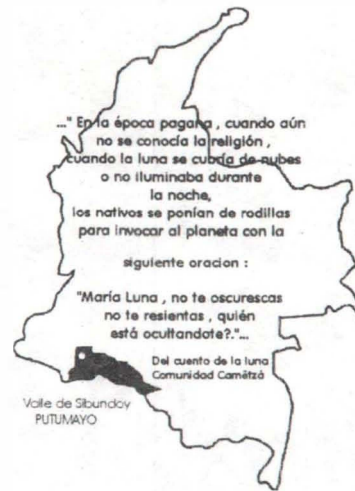 ..." En la época pagana , cuando aún
no se conocía la religión ,
cuando la luna se cubría de nubes
o no iluminaba durante
la noche,
los nativos se ponían de rodillas
para invocar al planeta con la
siguiente oracion :
"María Luna , no te oscurescas
no te resientas , quién
está ocultandote?."...
Del cuento de la luna
Comunidad Camëtzá
Valle de Sibundoy
PUTUMAYO